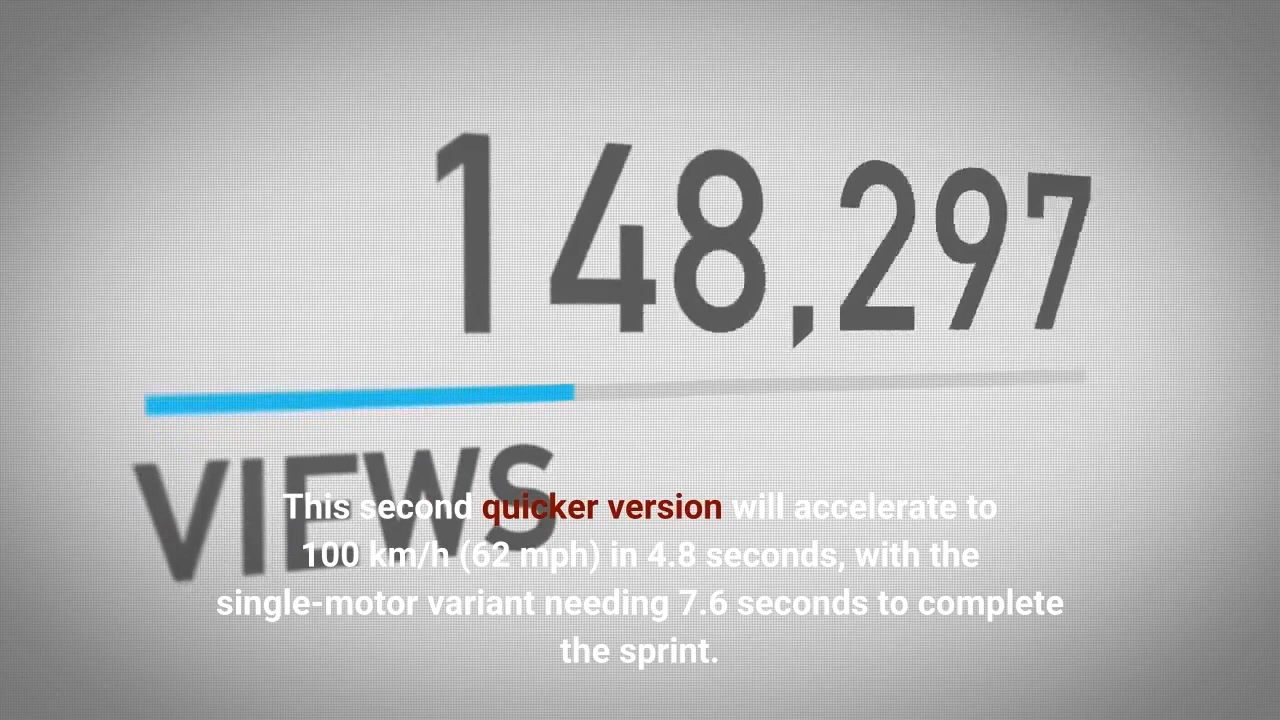 148,297
VIEWS
This second quicker version will accelerate to
100 km/h (62 mph) in 4.8 seconds, with the
single-motor variant needing 7.6 seconds to complete
the sprint.